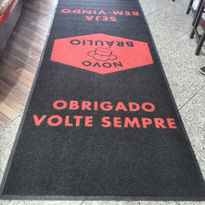 SEJA
BEM-VINDO
NOVO
BRAULIO
OBRIGADO
VOLTE SEMPRE